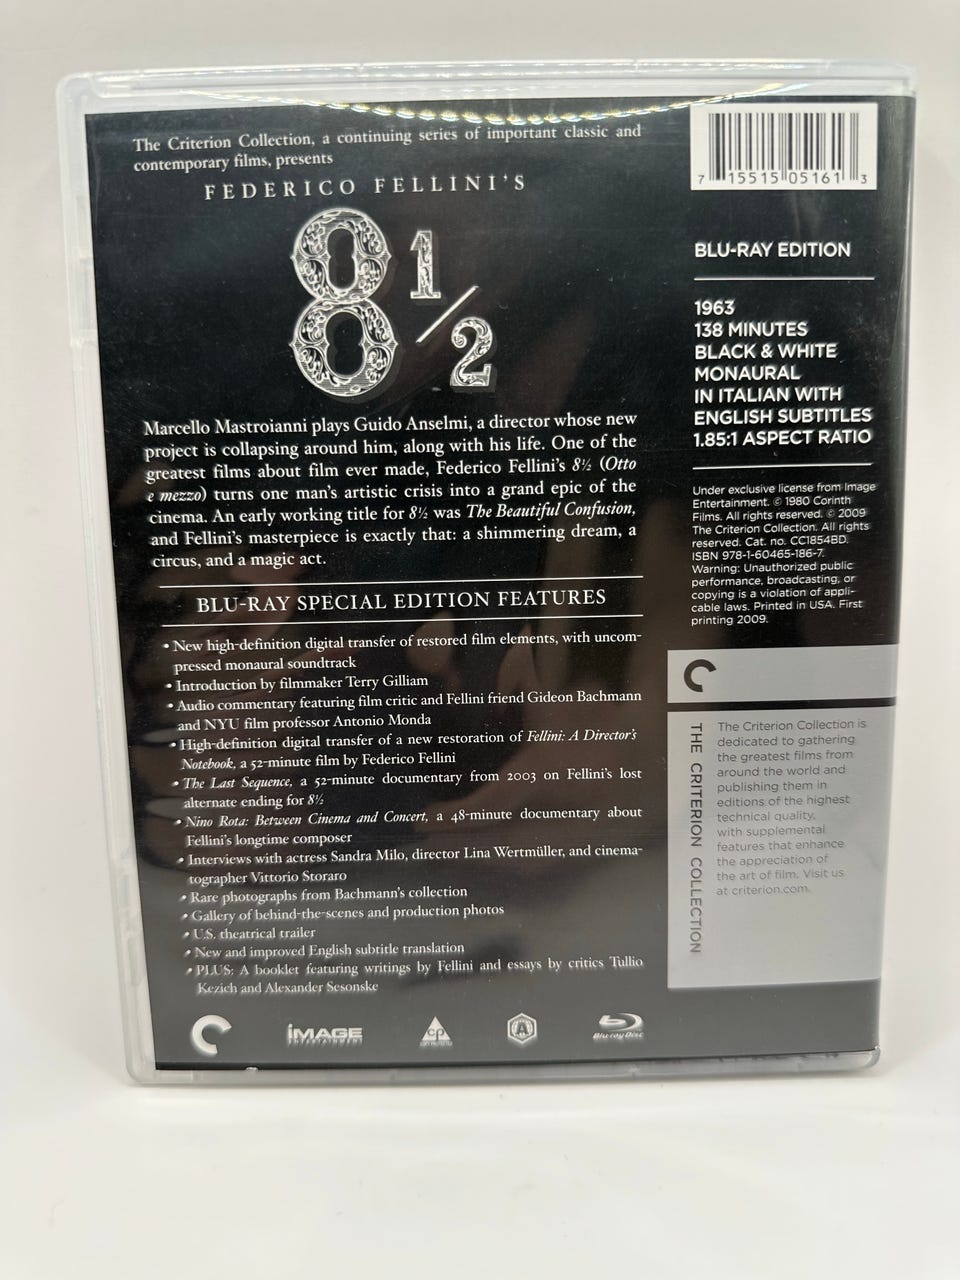 The Criterion Collection, a continuing series of important classic and
contemporary films, presents
FEDERICO FELLINI'S
8 1/2
Marcello Mastroianni plays Guido Anselmi, a director whose new
project is collapsing around him, along with his life. One of the
greatest films about film ever made, Federico Fellini's 8½ (Otto
e mezzo) turns one man's artistic crisis into a grand epic of the
cinema. An early working title for 8½ was The Beautiful Confusion,
and Fellini's masterpiece is exactly that: a shimmering dream, a
circus, and a magic act.
BLU-RAY SPECIAL EDITION FEATURES
• New high-definition digital transfer of restored film elements, with uncom-
pressed monaural soundtrack
• Introduction by filmmaker Terry Gilliam
• Audio commentary featuring film critic and Fellini friend Gideon Bachmann
and NYU film professor Antonio Monda
• High-definition digital transfer of a new restoration of Fellini: A Director's
Notebook, a 52-minute film by Federico Fellini
• The Last Sequence, a 52-minute documentary from 2003 on Fellini's lost
alternate ending for 8½
• Nino Rota: Between Cinema and Concert, a 48-minute documentary about
Fellini's longtime composer
• Interviews with actress Sandra Milo, director Lina Wertmüller, and cinema-
tographer Vittorio Storaro
• Rare photographs from Bachmann's collection
• Gallery of behind-the-scenes and production photos
• U.S. theatrical trailer
• New and improved English subtitle translation
• PLUS: A booklet featuring writings by Fellini and essays by critics Tullio
Kezich and Alexander Sesonske
IMAGE
ENTERTAINMENT
cp
A
Blu-ray Disc
7 15515 05161 3
BLU-RAY EDITION
1963
138 MINUTES
BLACK & WHITE
MONAURAL
IN ITALIAN WITH
ENGLISH SUBTITLES
1.85:1 ASPECT RATIO
Under exclusive license from Image
Entertainment. © 1980 Corinth
Films. All rights reserved. © 2009
The Criterion Collection. All rights
reserved. Cat. no. CC1854BD.
ISBN 978-1-60465-186-7.
Warning: Unauthorized public
performance, broadcasting, or
copying is a violation of appli-
cable laws. Printed in USA. First
printing 2009.
THE CRITERION COLLECTION
The Criterion Collection is
dedicated to gathering
the greatest films from
around the world and
publishing them in
editions of the highest
technical quality,
with supplemental
features that enhance
the appreciation of
the art of film. Visit us
at criterion.com.